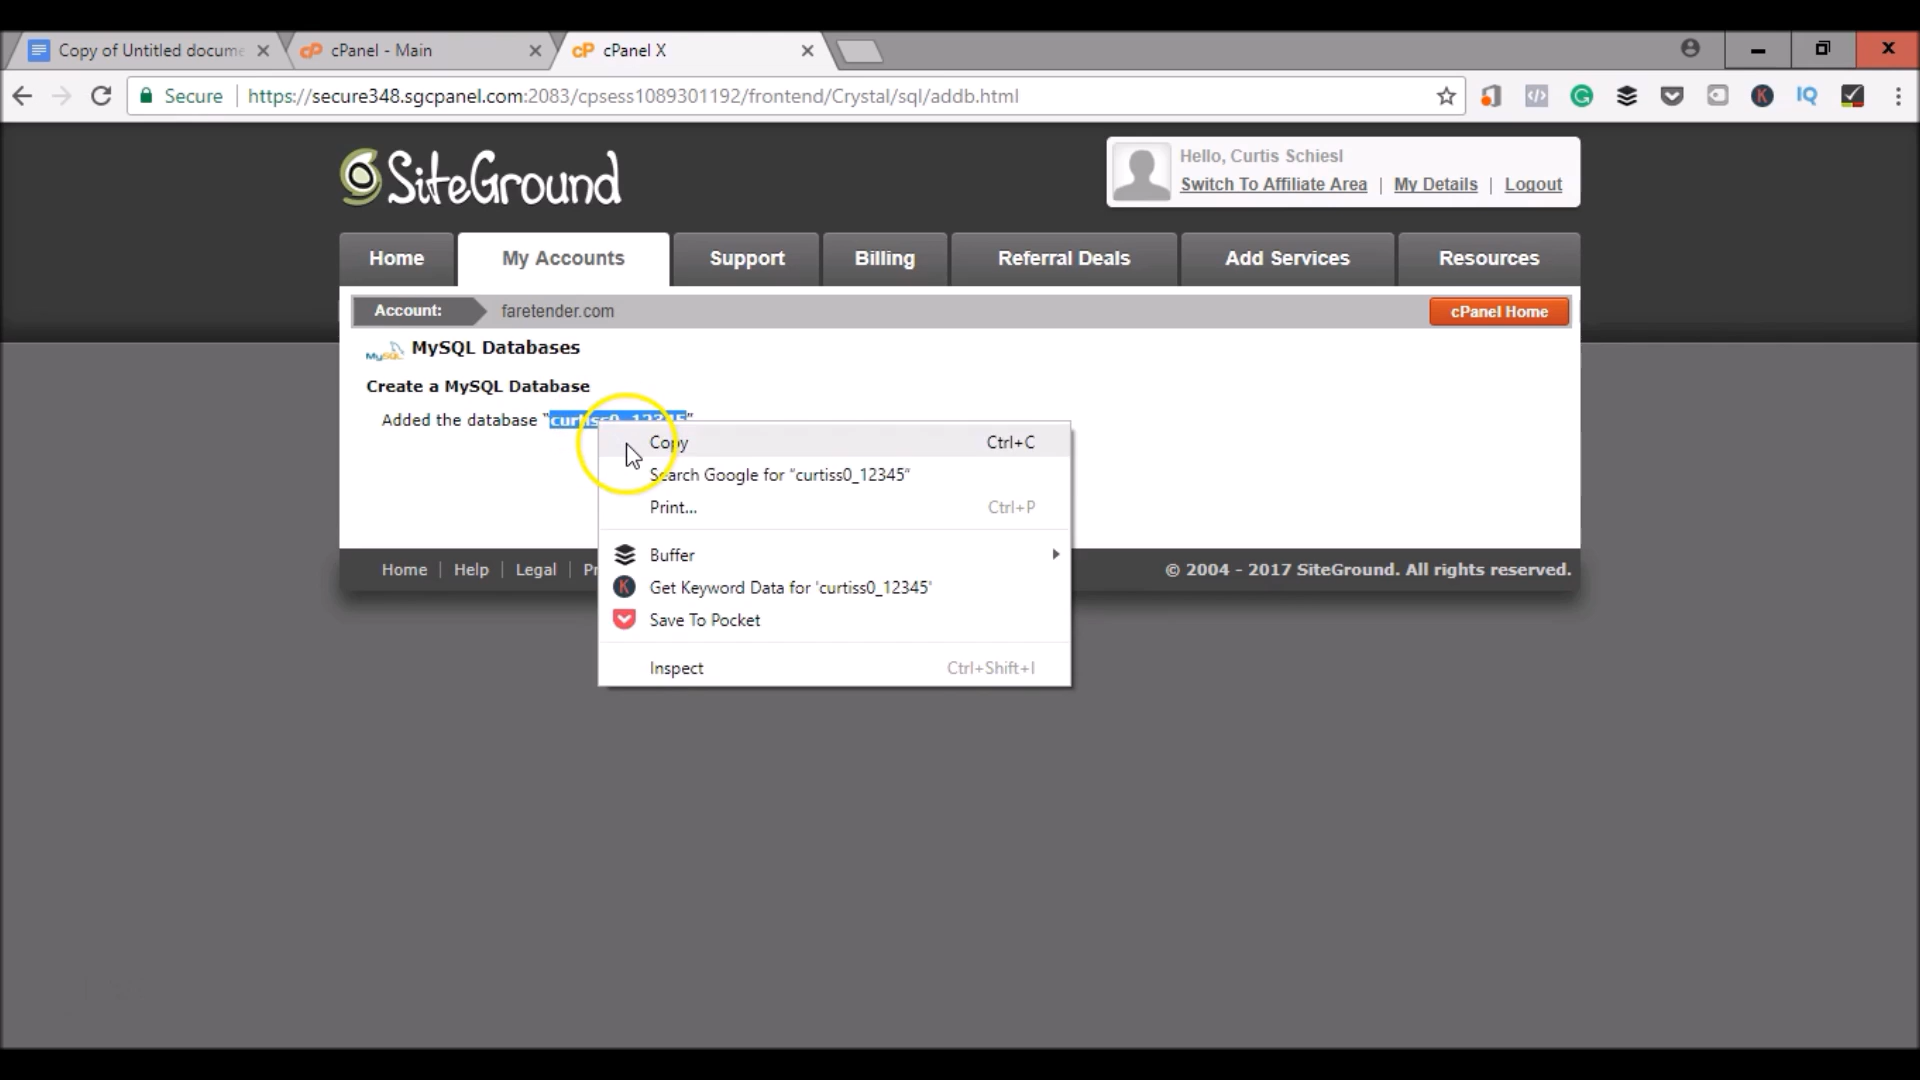 Copy of Untitled docume
cPanel - Main
cPanel X
Secure
https://secure348.sgcpanel.com:2083/cpsess1089301192/frontend/Crystal/sql/addb.html
IQ
SiteGround
Hello, Curtis Schiesl
Switch To Affiliate Area | My Details | Logout
Home
My Accounts
Support
Billing
Referral Deals
Add Services
Resources
Account:
faretender.com
cPanel Home
MySQL
MySQL Databases
Create a MySQL Database
Added the database "curtiss0_12345"
Copy Ctrl+C
Search Google for "curtiss0_12345"
Print... Ctrl+P
Buffer
Get Keyword Data for 'curtiss0_12345'
Save To Pocket
Inspect Ctrl+Shift+I
Home | Help | Legal | Pr
© 2004 - 2017 SiteGround. All rights reserved.